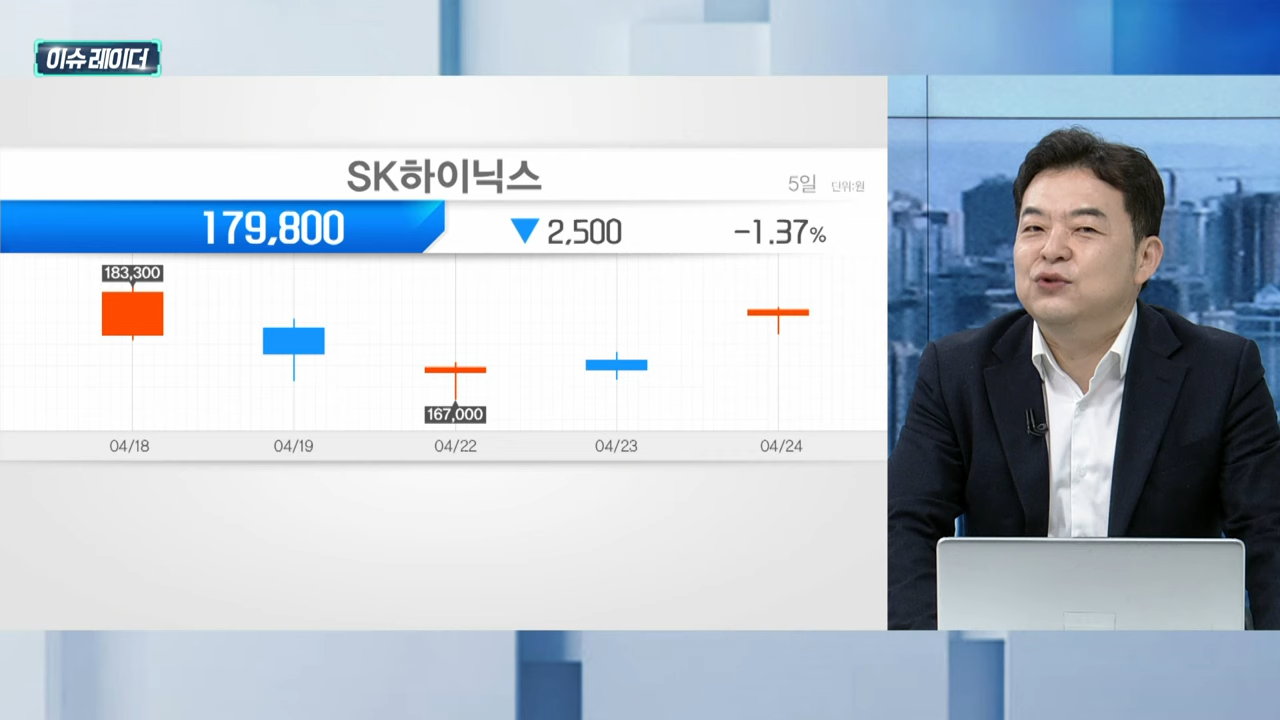 이슈 레이더
SK하이닉스
5일 단위:원
179,800 ▼ 2,500 -1.37%
183,300
167,000
04/18 04/19 04/22 04/23 04/24